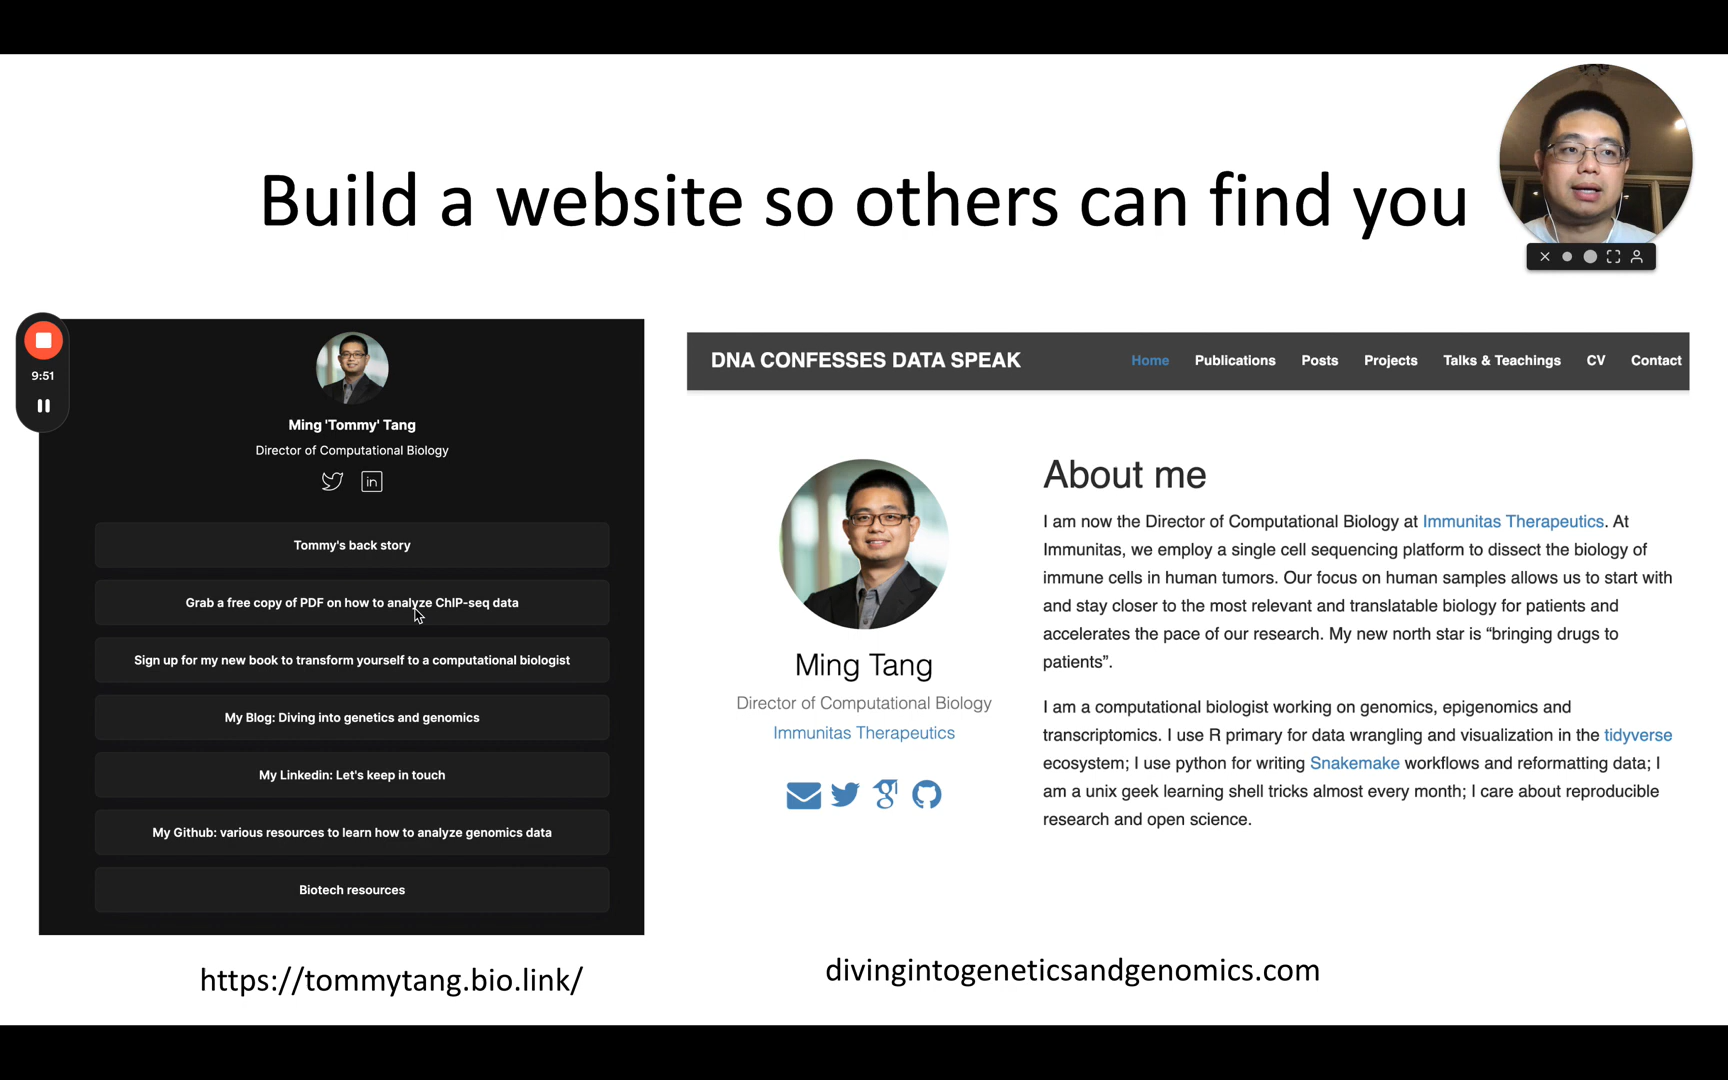 Build a website so others can find you
9:51
Ming 'Tommy' Tang
Director of Computational Biology
in
Tommy's back story
Grab a free copy of PDF on how to analyze ChIP-seq data
Sign up for my new book to transform yourself to a computational biologist
My Blog: Diving into genetics and genomics
My Linkedin: Let's keep in touch
My Github: various resources to learn how to analyze genomics data
Biotech resources
https://tommytang.bio.link/
DNA CONFESSES DATA SPEAK
Home Publications Posts Projects Talks & Teachings CV Contact
Ming Tang
Director of Computational Biology
Immunitas Therapeutics
About me
I am now the Director of Computational Biology at Immunitas Therapeutics. At
Immunitas, we employ a single cell sequencing platform to dissect the biology of
immune cells in human tumors. Our focus on human samples allows us to start with
and stay closer to the most relevant and translatable biology for patients and
accelerates the pace of our research. My new north star is “bringing drugs to
patients”.
I am a computational biologist working on genomics, epigenomics and
transcriptomics. I use R primary for data wrangling and visualization in the tidyverse
ecosystem; I use python for writing Snakemake workflows and reformatting data; I
am a unix geek learning shell tricks almost every month; I care about reproducible
research and open science.
divingintogeneticsandgenomics.com